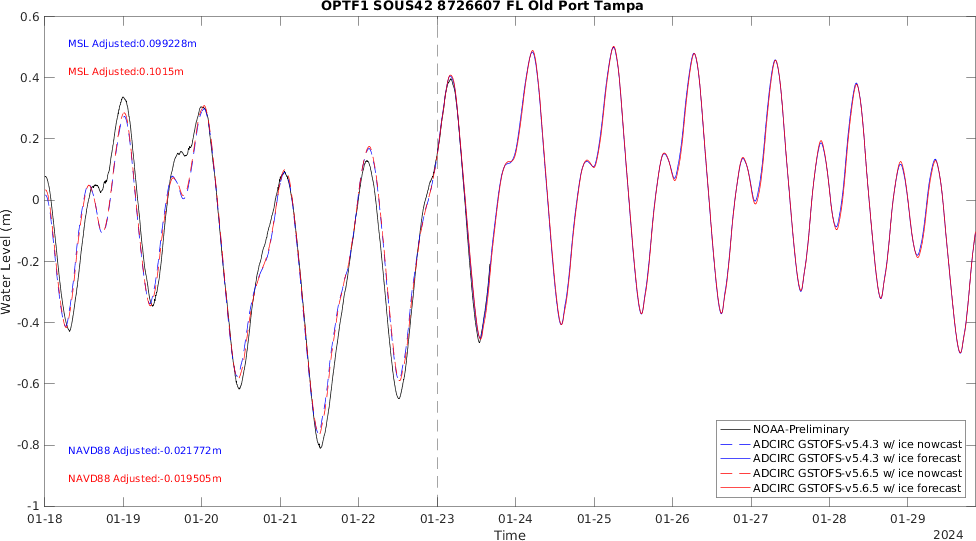 OPTF1 SOUS42 8726607 FL Old Port Tampa
0.6
MSL Adjusted:0.099228m
MSL Adjusted:0.1015m
0.4
0.2
0
-0.2
-0.4
-0.6
-0.8
-1
Water Level (m)
NAVD88 Adjusted:-0.021772m
NAVD88 Adjusted:-0.019505m
NOAA-Preliminary
ADCIRC GSTOFS-v5.4.3 w/ ice nowcast
ADCIRC GSTOFS-v5.4.3 w/ ice forecast
ADCIRC GSTOFS-v5.6.5 w/ ice nowcast
ADCIRC GSTOFS-v5.6.5 w/ ice forecast
01-18 01-19 01-20 01-21 01-22 01-23 01-24 01-25 01-26 01-27 01-28 01-29
Time
2024